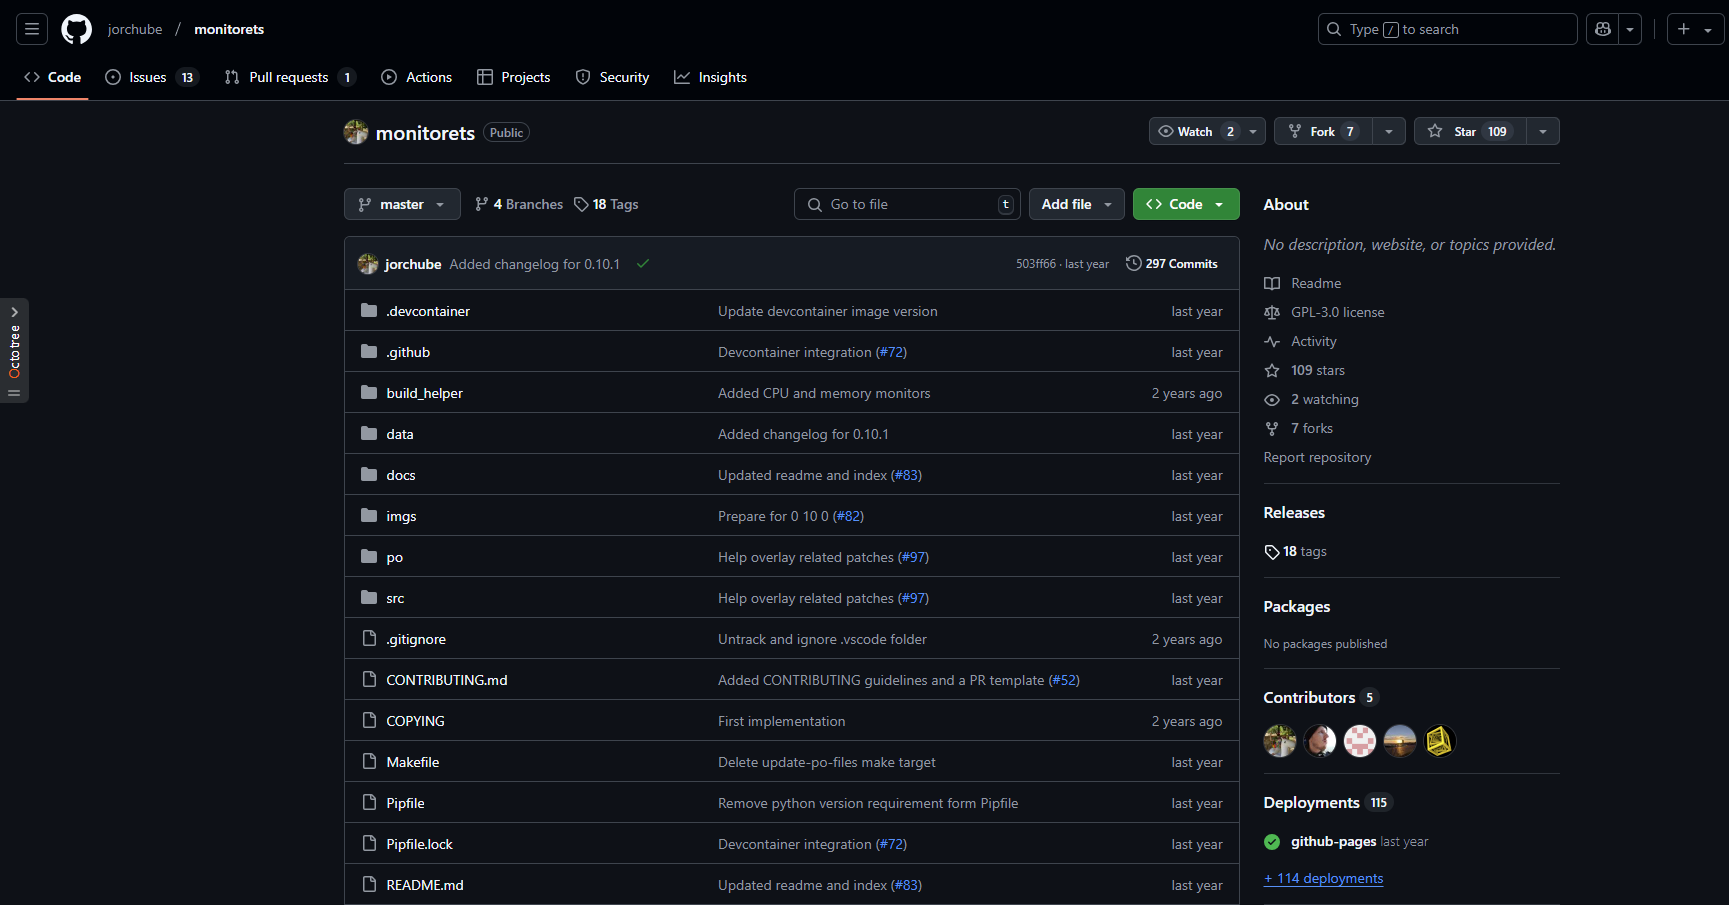 jorchube / monitorets
Type / to search
Code Issues 13 Pull requests 1 Actions Projects Security Insights
monitorets Public
Watch 2 Fork 7 Star 109
master 4 Branches 18 Tags Go to file t Add file Code
jorchube Added changelog for 0.10.1 503ff66 · last year 297 Commits
.devcontainer Update devcontainer image version last year
.github Devcontainer integration (#72) last year
build_helper Added CPU and memory monitors 2 years ago
data Added changelog for 0.10.1 last year
docs Updated readme and index (#83) last year
imgs Prepare for 0 10 0 (#82) last year
po Help overlay related patches (#97) last year
src Help overlay related patches (#97) last year
.gitignore Untrack and ignore .vscode folder 2 years ago
CONTRIBUTING.md Added CONTRIBUTING guidelines and a PR template (#52) last year
COPYING First implementation 2 years ago
Makefile Delete update-po-files make target last year
Pipfile Remove python version requirement form Pipfile last year
Pipfile.lock Devcontainer integration (#72) last year
README.md Updated readme and index (#83) last year
About
No description, website, or topics provided.
Readme
GPL-3.0 license
Activity
109 stars
2 watching
7 forks
Report repository
Releases
18 tags
Packages
No packages published
Contributors 5
Deployments 115
github-pages last year
+ 114 deployments
Octotree